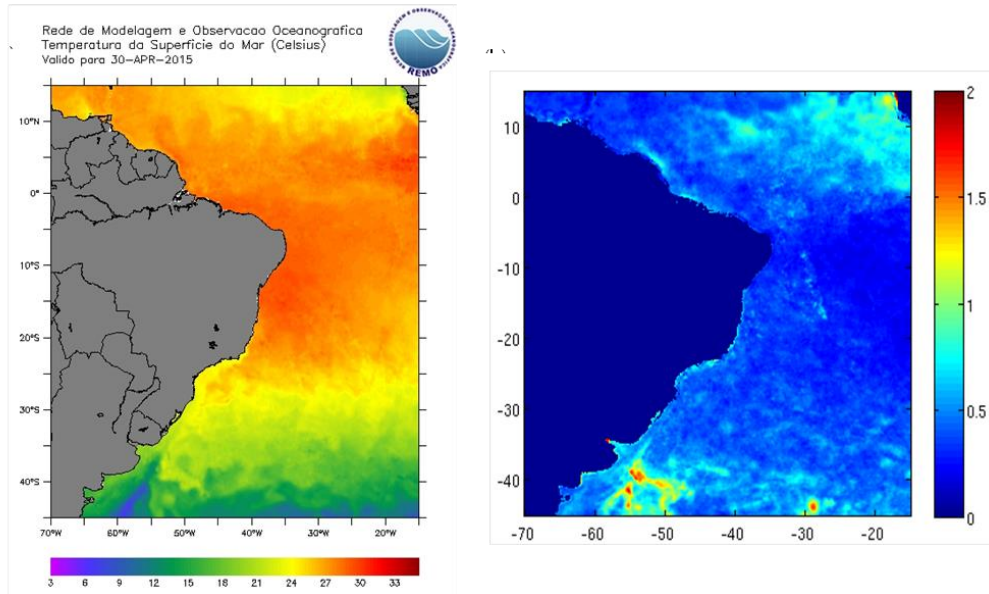 Rede de Modelagem e Observacao Oceanografica
Temperatura da Superficie do Mar (Celsius)
Valido para 30-APR-2015
REMO
10°N
0°
10°S
20°S
30°S
40°S
70°W 60°W 50°W 40°W 30°W 20°W
3 6 9 12 15 18 21 24 27 30 33
10
0
-10
-20
-30
-40
-70 -60 -50 -40 -30 -20
2
1.5
1
0.5
0